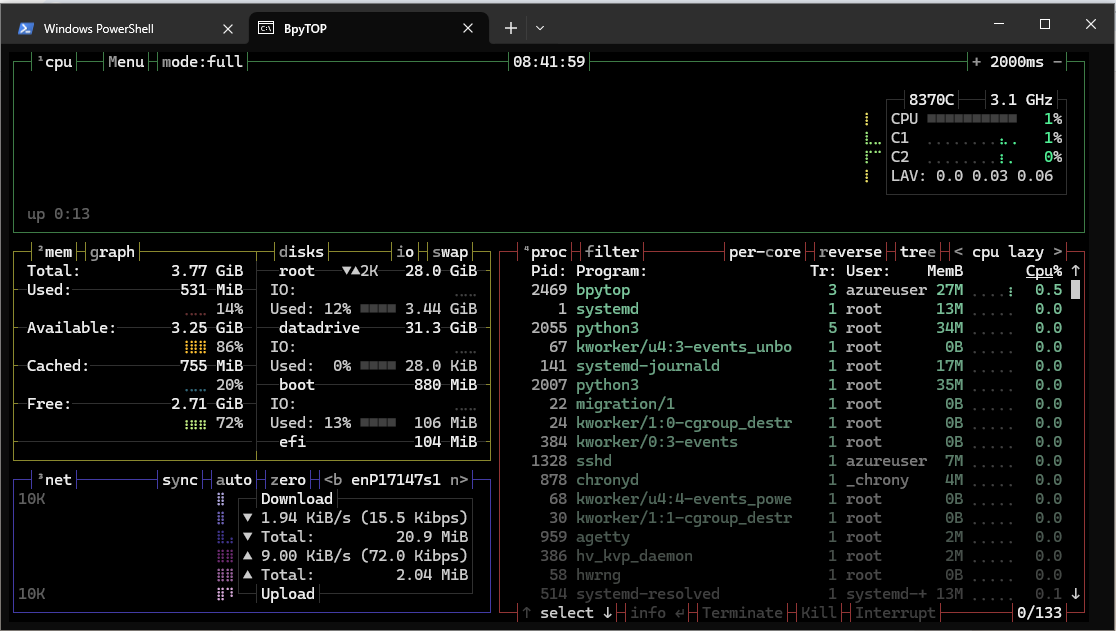 Windows PowerShell
BpyTOP
¹cpu Menu mode:full 08:41:59 + 2000ms −
8370C 3.1 GHz
CPU 1%
C1 1%
C2 0%
LAV: 0.0 0.03 0.06
up 0:13
²mem graph
Total: 3.77 GiB
Used: 531 MiB
14%
Available: 3.25 GiB
86%
Cached: 755 MiB
20%
Free: 2.71 GiB
72%
disks io swap
root ▼▲2K 28.0 GiB
IO:
Used: 12% 3.44 GiB
datadrive 31.3 GiB
IO:
Used: 0% 28.0 KiB
boot 880 MiB
IO:
Used: 13% 106 MiB
efi 104 MiB
³net sync auto zero <b enP17147s1 n>
10K
Download
▼ 1.94 KiB/s (15.5 Kibps)
▼ Total: 20.9 MiB
▲ 9.00 KiB/s (72.0 Kibps)
▲ Total: 2.04 MiB
10K
Upload
⁴proc filter per-core reverse tree < cpu lazy >
Pid: Program: Tr: User: MemB Cpu% ↑
2469 bpytop 3 azureuser 27M 0.5
1 systemd 1 root 13M 0.0
2055 python3 5 root 34M 0.0
67 kworker/u4:3-events_unbo 1 root 0B 0.0
141 systemd-journald 1 root 17M 0.0
2007 python3 1 root 35M 0.0
22 migration/1 1 root 0B 0.0
24 kworker/1:0-cgroup_destr 1 root 0B 0.0
384 kworker/0:3-events 1 root 0B 0.0
1328 sshd 1 azureuser 7M 0.0
878 chronyd 1 _chrony 4M 0.0
68 kworker/u4:4-events_powe 1 root 0B 0.0
30 kworker/1:1-cgroup_destr 1 root 0B 0.0
959 agetty 1 root 2M 0.0
386 hv_kvp_daemon 1 root 2M 0.0
58 hwrng 1 root 0B 0.0
514 systemd-resolved 1 systemd-+ 13M 0.1 ↓
↑ select ↓ info ↵ Terminate Kill Interrupt 0/133